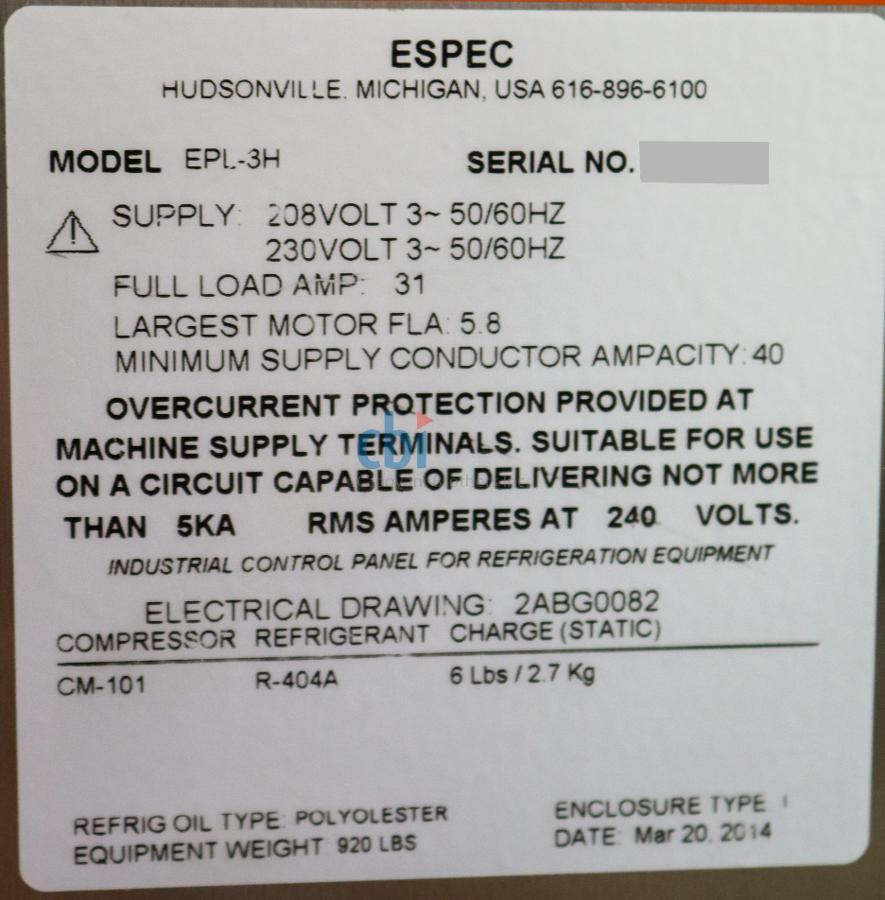 ESPEC
HUDSONVILLE, MICHIGAN, USA 616-896-6100
MODEL EPL-3H SERIAL NO.
SUPPLY: 208VOLT 3~ 50/60HZ
230VOLT 3~ 50/60HZ
FULL LOAD AMP: 31
LARGEST MOTOR FLA: 5.8
MINIMUM SUPPLY CONDUCTOR AMPACITY: 40
OVERCURRENT PROTECTION PROVIDED AT
MACHINE SUPPLY TERMINALS. SUITABLE FOR USE
cbi
ON A CIRCUIT CAPABLE OF DELIVERING NOT MORE
THAN 5KA RMS AMPERES AT 240 VOLTS.
INDUSTRIAL CONTROL PANEL FOR REFRIGERATION EQUIPMENT
ELECTRICAL DRAWING: 2ABG0082
COMPRESSOR REFRIGERANT CHARGE (STATIC)
CM-101 R-404A 6 Lbs / 2.7 Kg
REFRIG OIL TYPE: POLYOLESTER
EQUIPMENT WEIGHT 920 LBS
ENCLOSURE TYPE 1
DATE: Mar 20, 2014